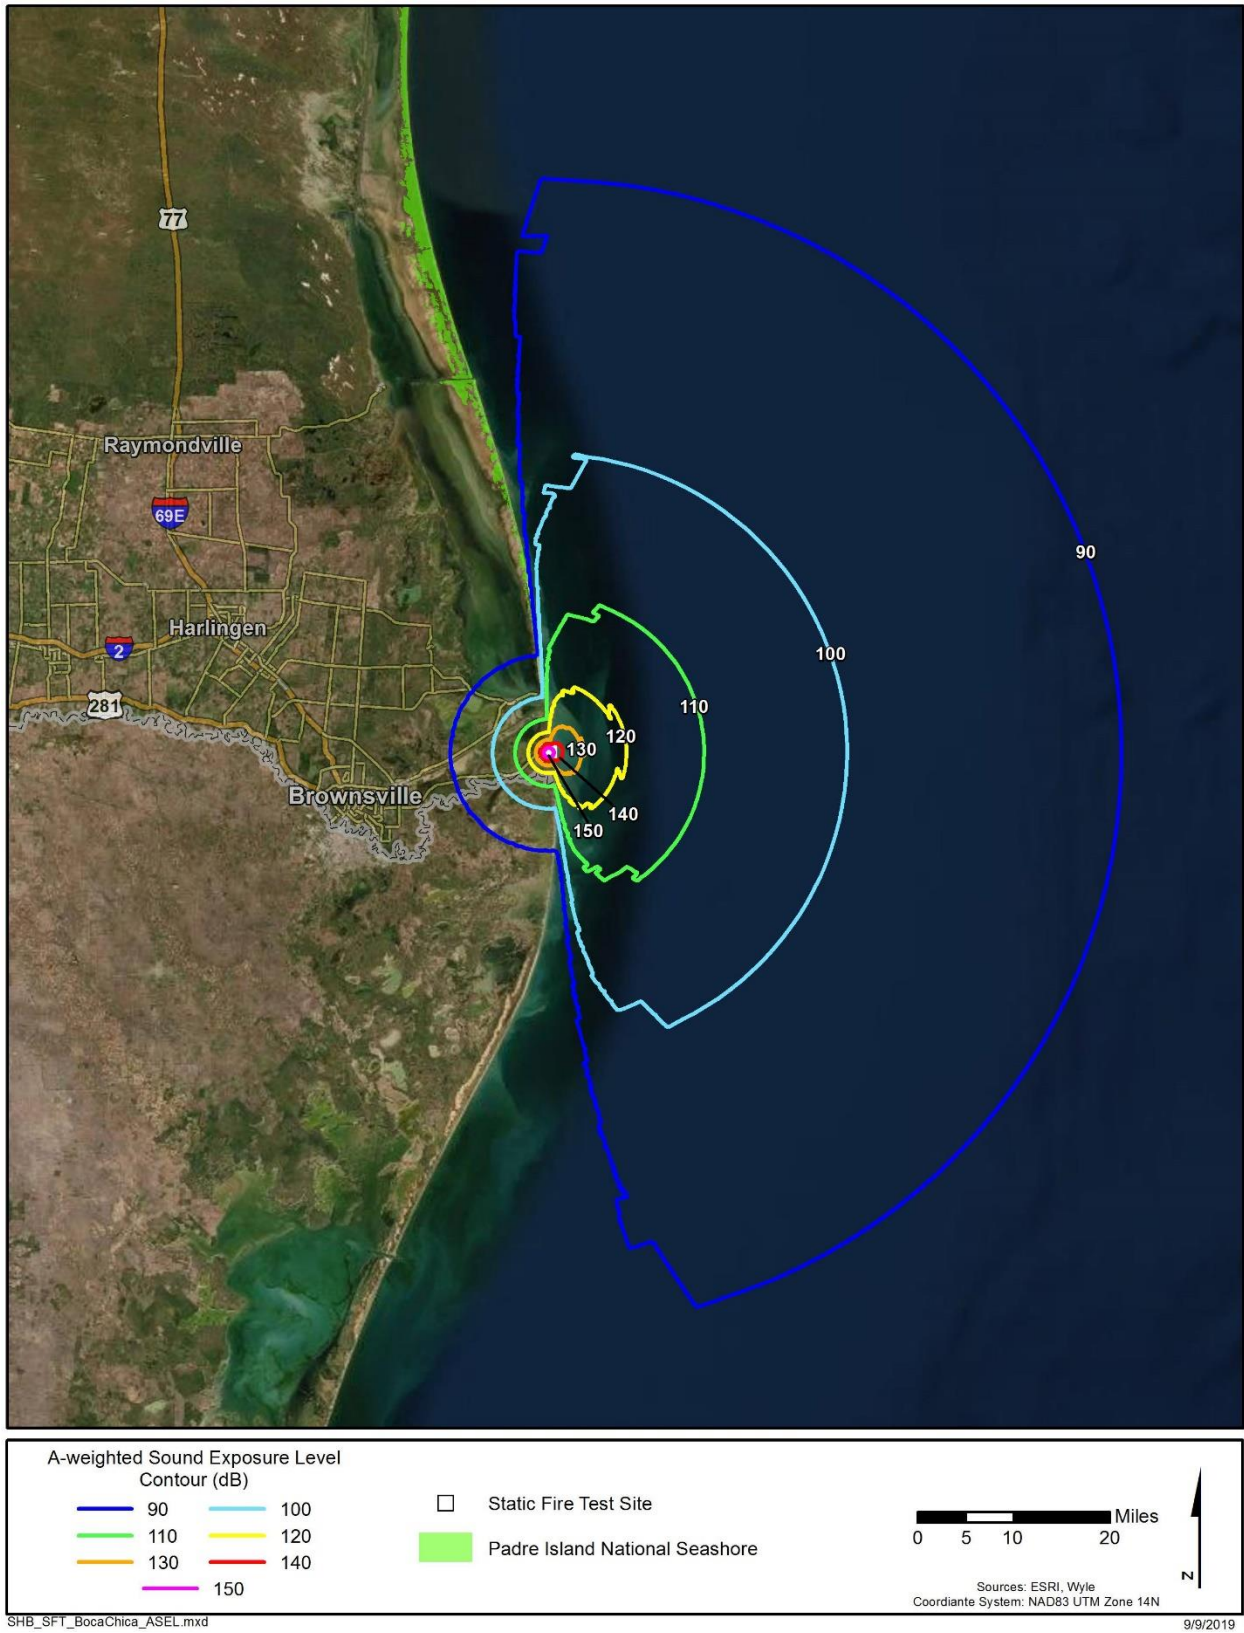 77
Raymondville
69E
90
Harlingen
2
100
281
110
120
130
Brownsville
140
150
A-weighted Sound Exposure Level
Contour (dB)
90 100
110 120
130 140
150
Static Fire Test Site
Padre Island National Seashore
Miles
0 5 10 20
Z
Sources: ESRI, Wyle
Coordiante System: NAD83 UTM Zone 14N
SHB_SFT_BocaChica_ASEL.mxd
9/9/2019